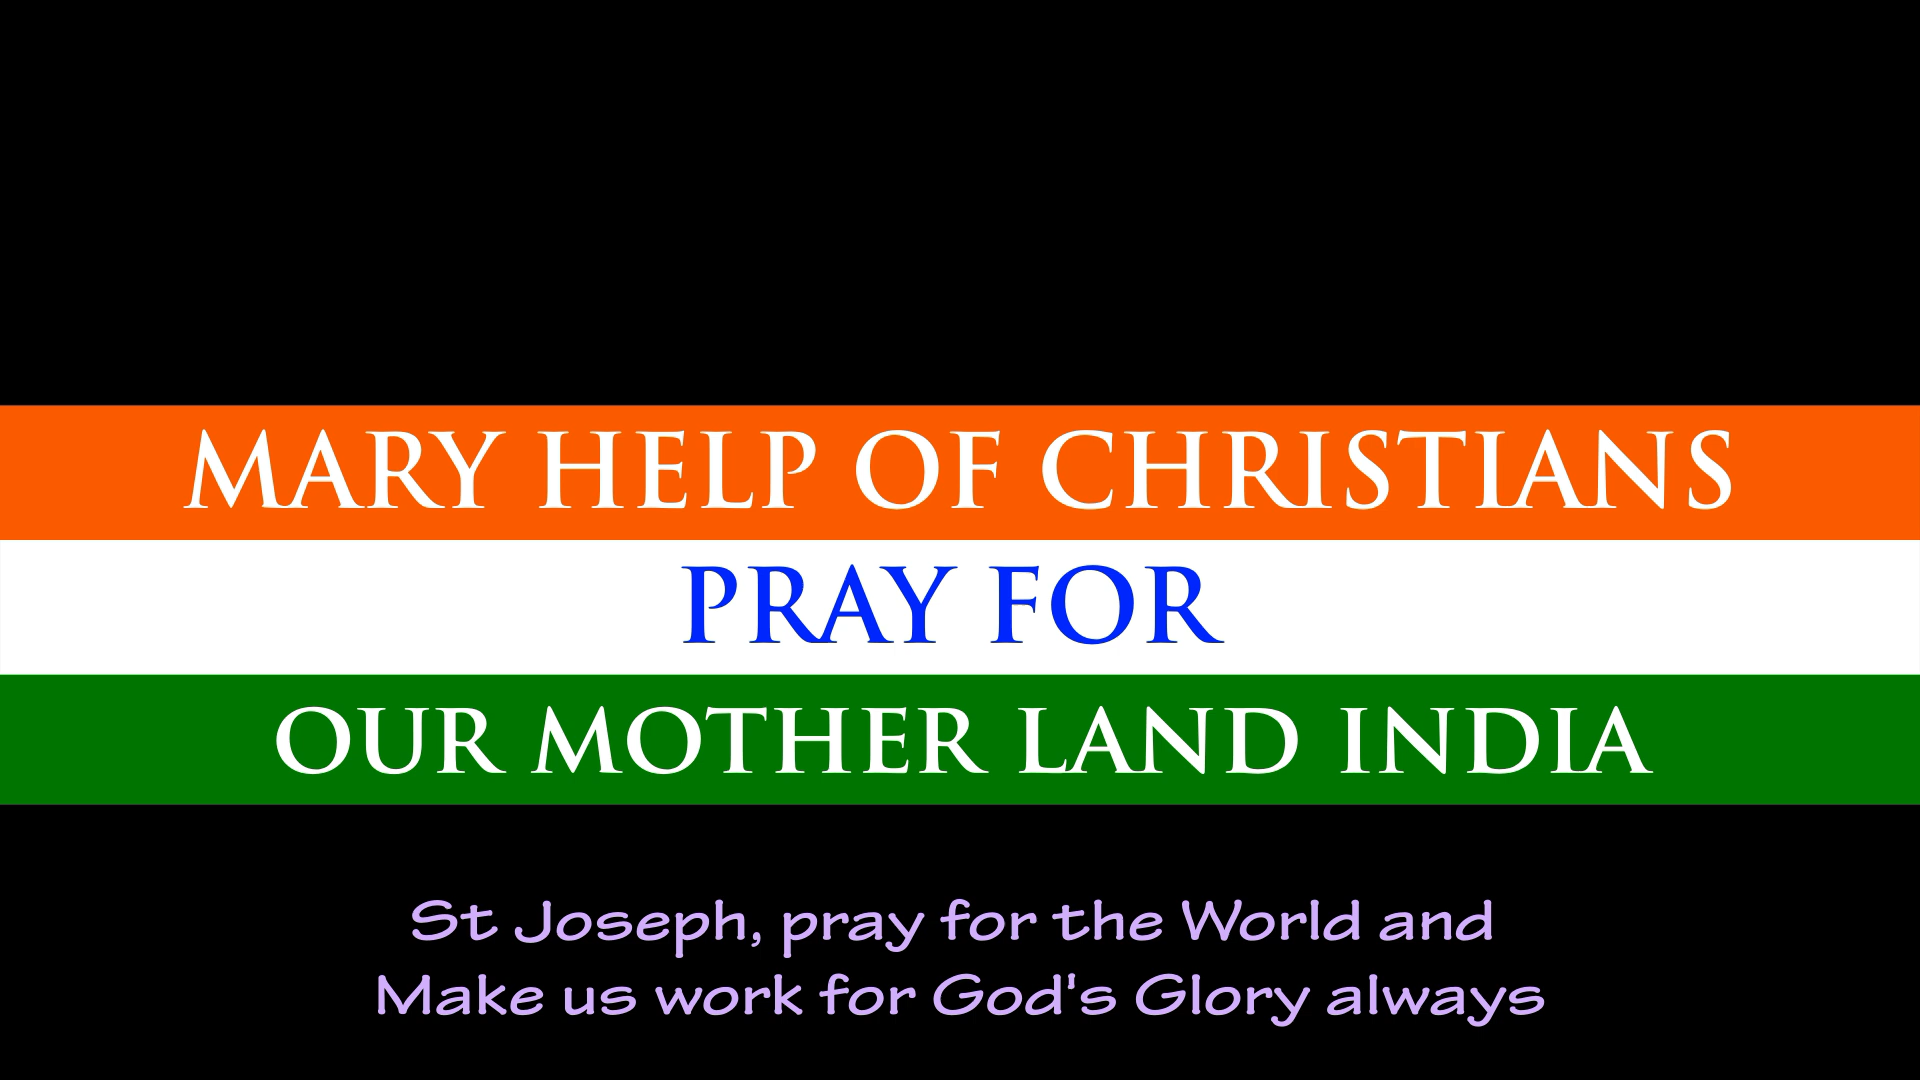 MARY HELP OF CHRISTIANS
PRAY FOR
OUR MOTHER LAND INDIA
St Joseph, pray for the World and
Make us work for God's Glory always